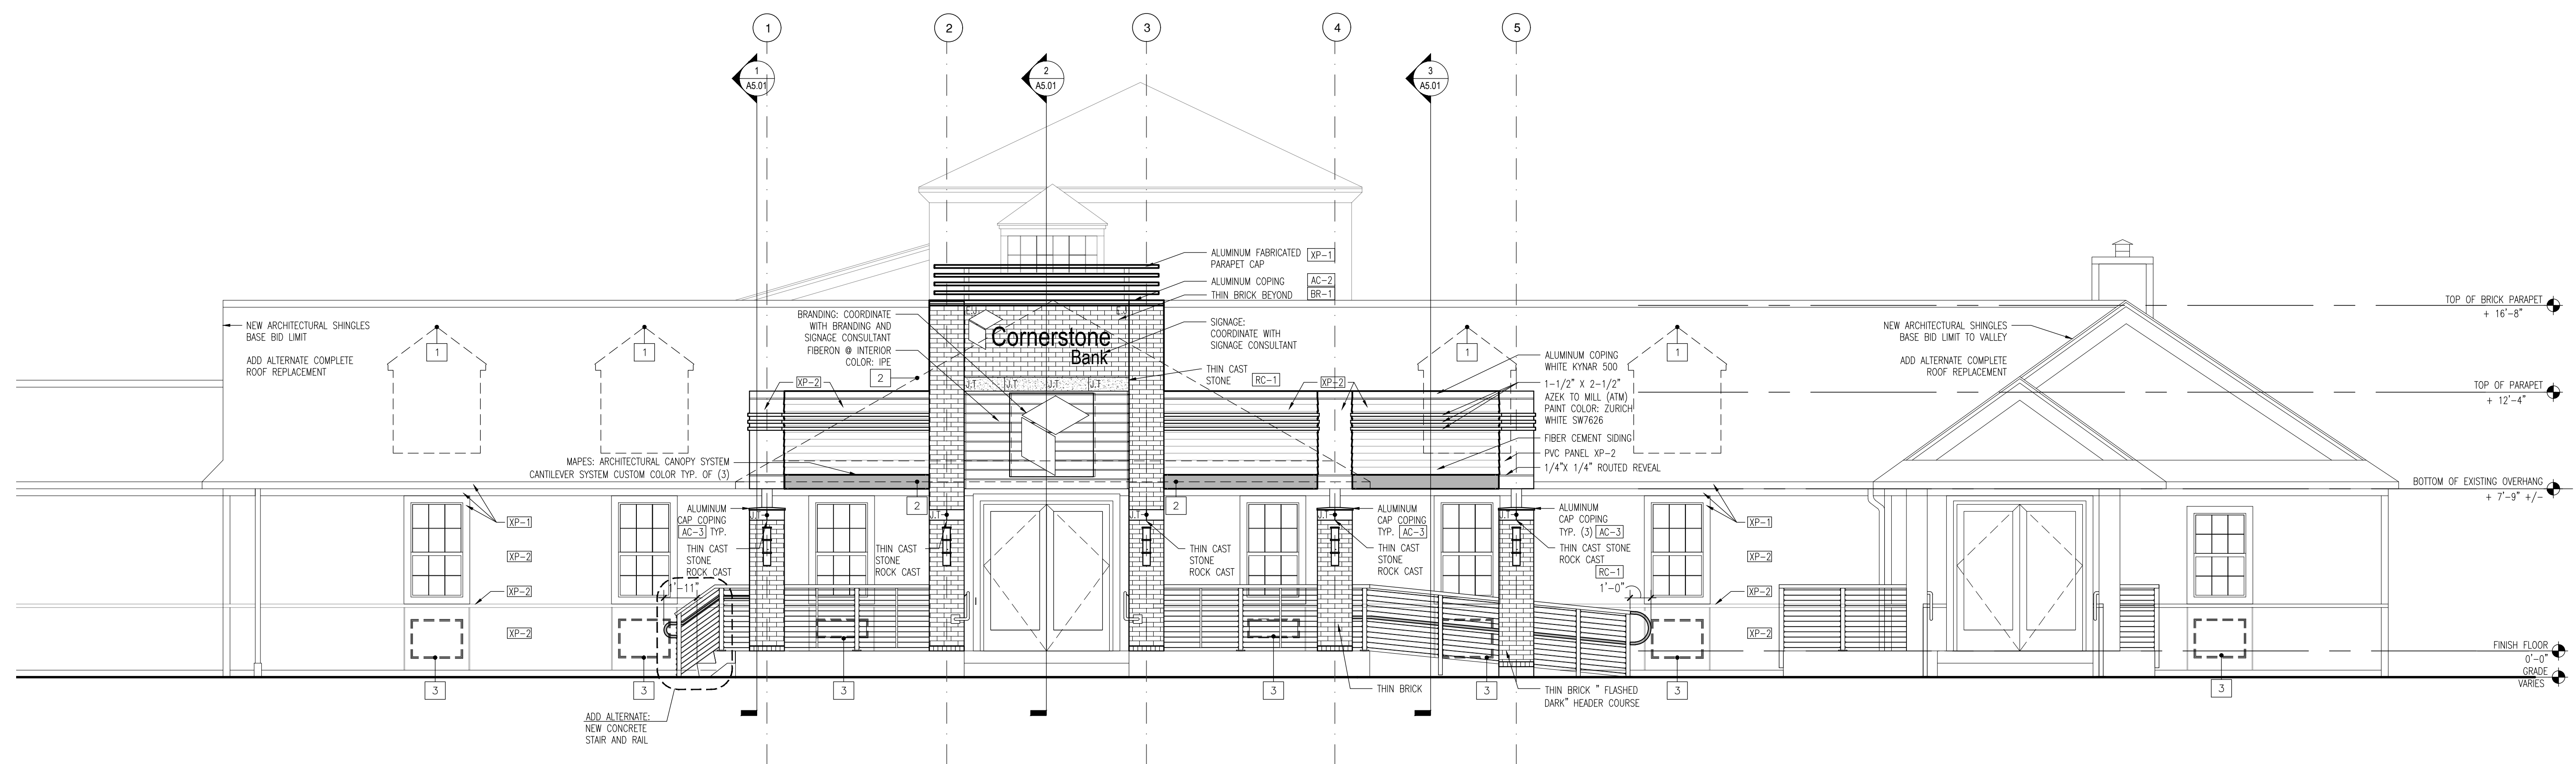 1
2
3
4
5
1
A5.01
2
A5.01
3
A5.01
ALUMINUM FABRICATED
PARAPET CAP
XP-1
ALUMINUM COPING
AC-2
THIN BRICK BEYOND
BR-1
SIGNAGE:
COORDINATE WITH
SIGNAGE CONSULTANT
THIN CAST
STONE
RC-1
BRANDING: COORDINATE
WITH BRANDING AND
SIGNAGE CONSULTANT
FIBERON @ INTERIOR
COLOR: IPE
2
E.J
E.J
Cornerstone
Bank
J.T
J.T
J.T
J.T
NEW ARCHITECTURAL SHINGLES
BASE BID LIMIT
ADD ALTERNATE COMPLETE
ROOF REPLACEMENT
1
1
1
1
XP-2
XP-2
ALUMINUM COPING
WHITE KYNAR 500
1-1/2" X 2-1/2"
AZEK TO MILL (ATM)
PAINT COLOR: ZURICH
WHITE SW7626
FIBER CEMENT SIDING
PVC PANEL XP-2
1/4"X 1/4" ROUTED REVEAL
NEW ARCHITECTURAL SHINGLES
BASE BID LIMIT TO VALLEY
ADD ALTERNATE COMPLETE
ROOF REPLACEMENT
TOP OF BRICK PARAPET
+ 16'-8"
TOP OF PARAPET
+ 12'-4"
BOTTOM OF EXISTING OVERHANG
+ 7'-9" +/-
FINISH FLOOR
0'-0"
GRADE
VARIES
MAPES: ARCHITECTURAL CANOPY SYSTEM
CANTILEVER SYSTEM CUSTOM COLOR TYP. OF (3)
2
2
XP-1
XP-2
XP-2
XP-2
ALUMINUM
CAP COPING
AC-3 TYP.
THIN CAST
STONE
ROCK CAST
J.T
THIN CAST
STONE
ROCK CAST
J.T
J.T
THIN CAST
STONE
ROCK CAST
J.T
ALUMINUM
CAP COPING
TYP. AC-3
THIN CAST
STONE
ROCK CAST
J.T
ALUMINUM
CAP COPING
TYP. (3) AC-3
THIN CAST STONE
ROCK CAST
RC-1
1'-0"
XP-1
XP-2
XP-2
XP-2
1'-11"
3
3
3
3
3
3
3
THIN BRICK
THIN BRICK " FLASHED
DARK" HEADER COURSE
ADD ALTERNATE:
NEW CONCRETE
STAIR AND RAIL